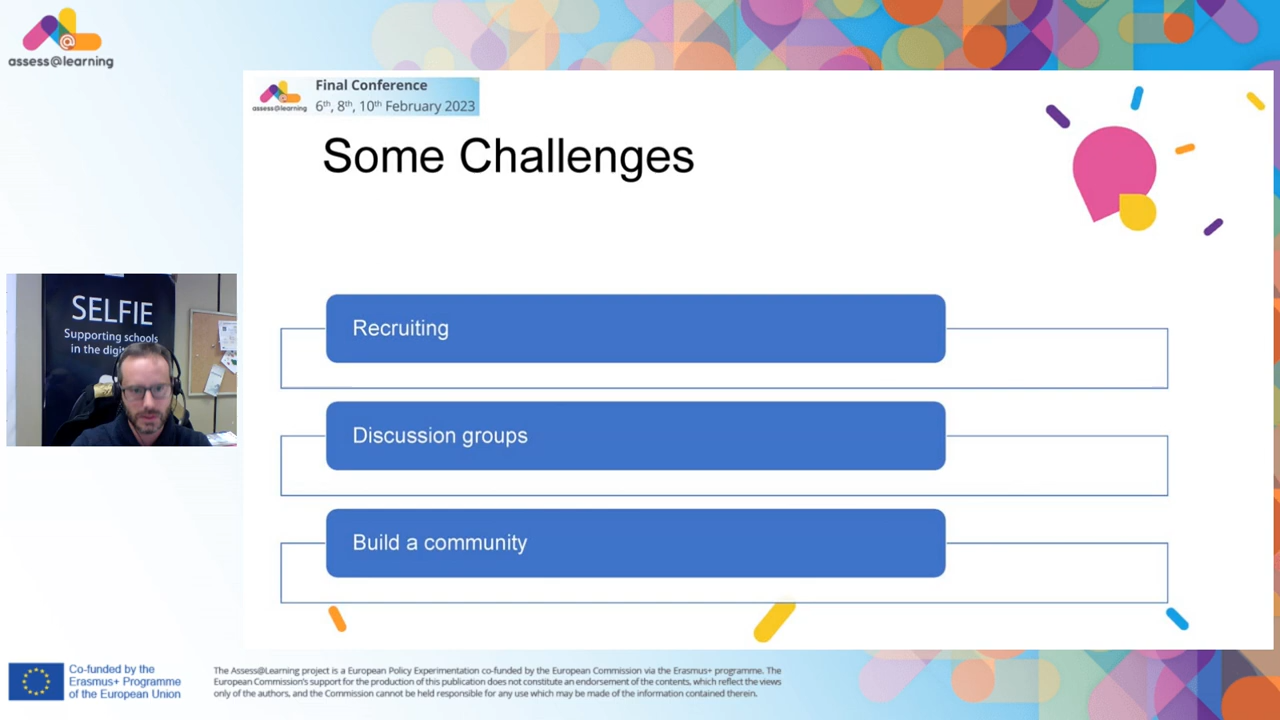 assess@learning
assess@learning
Final Conference
6th, 8th, 10th February 2023
Some Challenges
SELFIE
Supporting schools
in the digi
Recruiting
Discussion groups
Build a community
Co-funded by the
Erasmus+ Programme
of the European Union
The Assess@Learning project is a European Policy Experimentation co-funded by the European Commission via the Erasmus+ programme. The
European Commission's support for the production of this publication does not constitute an endorsement of the contents, which reflect the views
only of the authors, and the Commission cannot be held responsible for any use which may be made of the information contained therein.